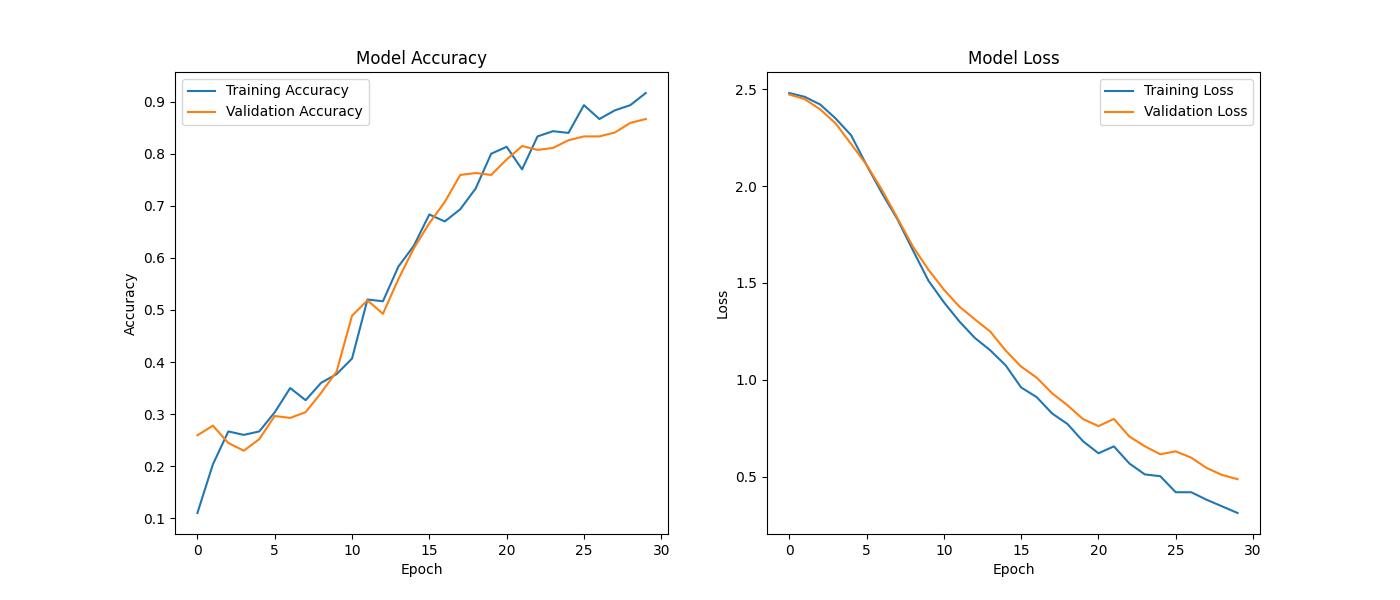 Model Accuracy
Training Accuracy
Validation Accuracy
0.9
0.8
0.7
0.6
0.5
0.4
0.3
0.2
0.1
Accuracy
0 5 10 15 20 25 30
Epoch
Model Loss
Training Loss
Validation Loss
2.5
2.0
1.5
1.0
0.5
Loss
0 5 10 15 20 25 30
Epoch